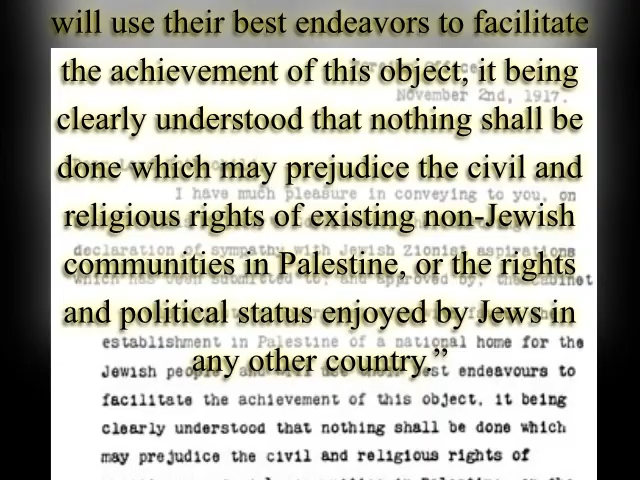 will use their best endeavors to facilitate
the achievement of this object, it being
November 2nd, 1917.
clearly understood that nothing shall be
done which may prejudice the civil and
I have much pleasure in conveying to you, on
religious rights of existing non-Jewish
declaration of sympathy with Jewish Zionist aspirations
communities in Palestine, or the rights
and political status enjoyed by Jews in
establishment in Palestine of a national home for the
any other country.”
Jewish people, endeavours to
facilitate the achievement of this object, it being
clearly understood that nothing shall be done which
may prejudice the civil and religious rights of